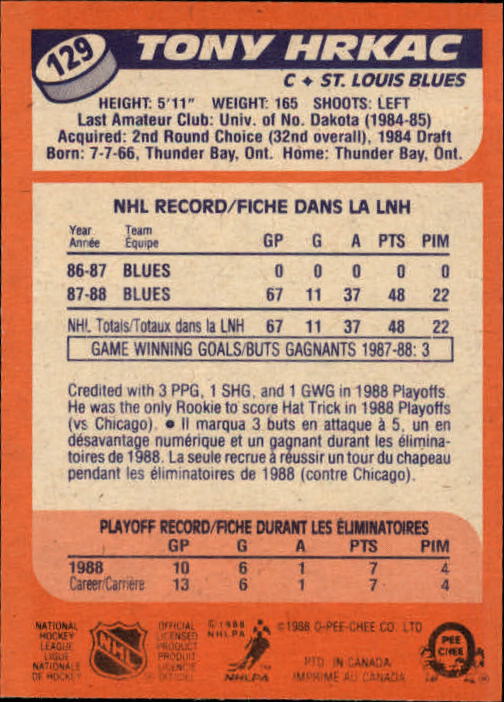 129
TONY HRKAC
C ♦ ST. LOUIS BLUES
HEIGHT: 5'11" WEIGHT: 165 SHOOTS: LEFT
Last Amateur Club: Univ. of No. Dakota (1984-85)
Acquired: 2nd Round Choice (32nd overall), 1984 Draft
Born: 7-7-66, Thunder Bay, Ont. Home: Thunder Bay, Ont.
NHL RECORD/FICHE DANS LA LNH
Year Team
Année Équipe GP G A PTS PIM
86-87 BLUES 0 0 0 0 0
87-88 BLUES 67 11 37 48 22
NHL Totals/Totaux dans la LNH 67 11 37 48 22
GAME WINNING GOALS/BUTS GAGNANTS 1987-88: 3
Credited with 3 PPG, 1 SHG, and 1 GWG in 1988 Playoffs.
He was the only Rookie to score Hat Trick in 1988 Playoffs
(vs Chicago). ● Il marqua 3 buts en attaque à 5, un en
désavantage numérique et un gagnant durant les élimina-
toires de 1988. La seule recrue à réussir un tour du chapeau
pendant les éliminatoires de 1988 (contre Chicago).
PLAYOFF RECORD/FICHE DURANT LES ÉLIMINATOIRES
GP G A PTS PIM
1988 10 6 1 7 4
Career/Carrière 13 6 1 7 4
NATIONAL
HOCKEY
LEAGUE
LIGUE
NATIONALE
DE HOCKEY
NHL
OFFICIAL
LICENSED
PRODUCT
PRODUIT
LICENCIÉ
OFFICIEL
© 1988
NHLPA
NHLPA
© 1988 O-PEE-CHEE CO. LTD
PTD. IN CANADA
IMPRIMÉ AU CANADA
O
PEE
CHEE